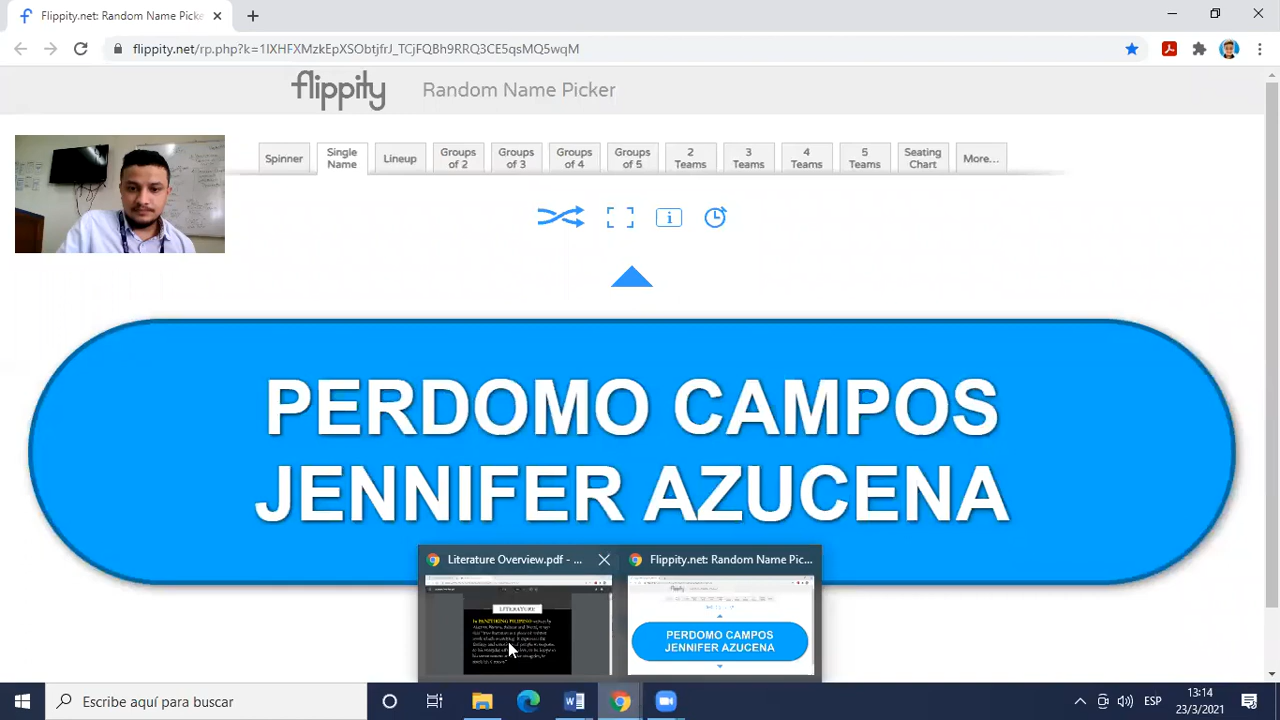 Flippity.net: Random Name Picker
flippity.net/rp.php?k=1IXHFXMzkEpXSObtjfrJ_TCjFQBh9RRQ3CE5qsMQ5wqM
flippity Random Name Picker
Spinner
Single
Name
Lineup
Groups
of 2
Groups
of 3
Groups
of 4
Groups
of 5
2
Teams
3
Teams
4
Teams
5
Teams
Seating
Chart
More...
PERDOMO CAMPOS
JENNIFER AZUCENA
Literature Overview.pdf - ...
Flippity.net: Random Name Pic...
LITERATURE
PERDOMO CAMPOS
JENNIFER AZUCENA
Escribe aquí para buscar
ESP
13:14
23/3/2021